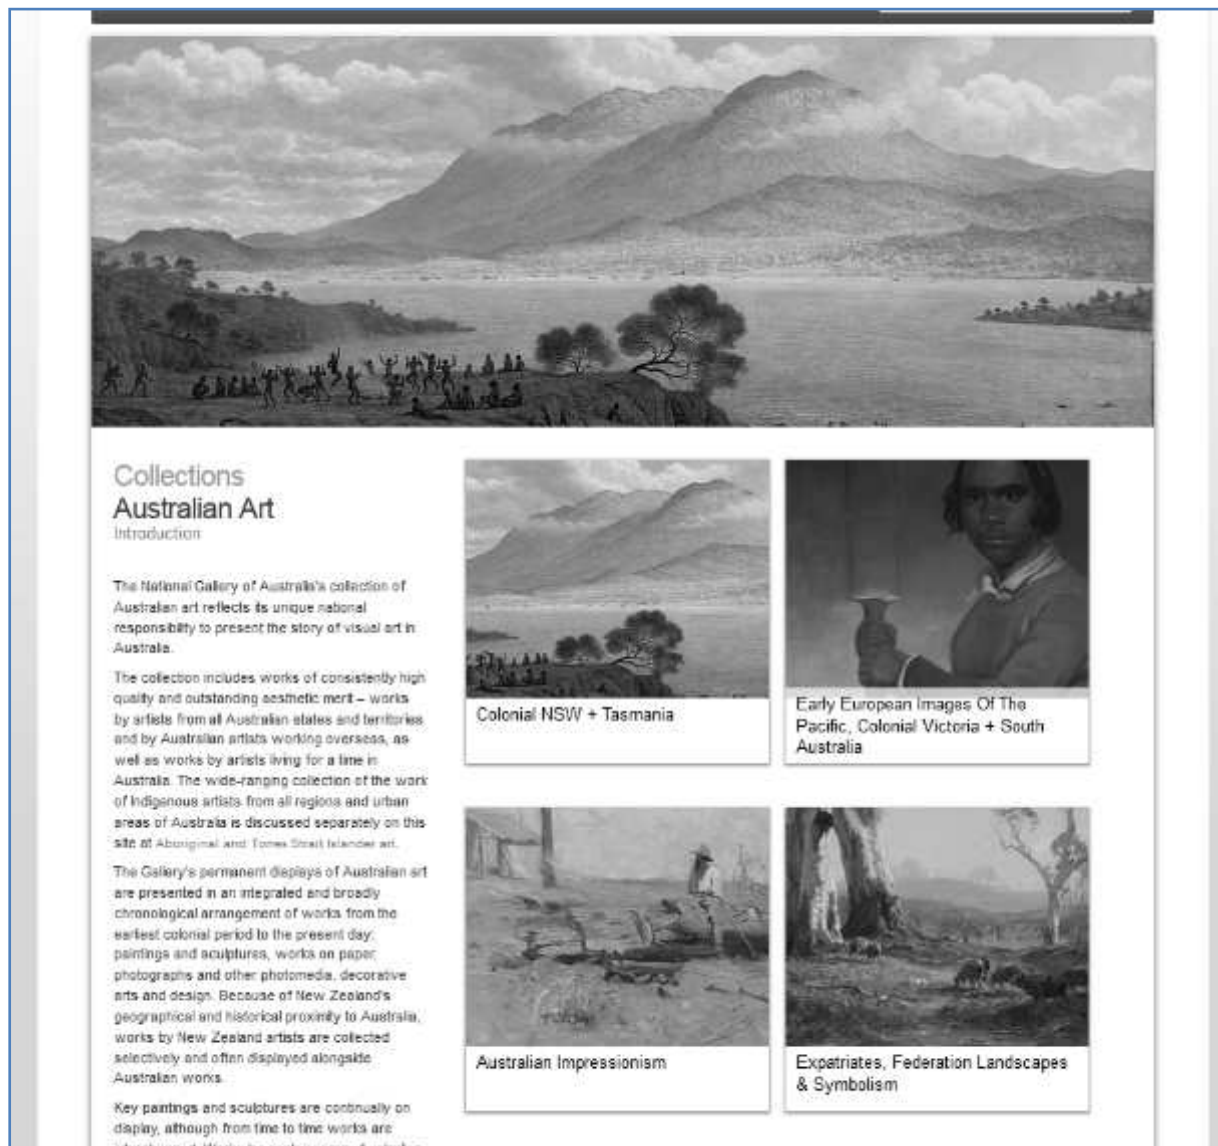 Collections
Australian Art
Introduction
The National Gallery of Australia's collection of
Australian art reflects its unique national
responsibility to present the story of visual art in
Australia.
The collection includes works of consistently high
quality and outstanding aesthetic merit – works
by artists from all Australian states and territories
and by Australian artists working overseas, as
well as works by artists living for a time in
Australia. The wide-ranging collection of the work
of Indigenous artists from all regions and urban
areas of Australia is discussed separately on this
site at Aboriginal and Torres Strait Islander art.
The Gallery's permanent displays of Australian art
are presented in an integrated and broadly
chronological arrangement of works from the
earliest colonial period to the present day:
paintings and sculptures, works on paper,
photographs and other photomedia, decorative
arts and design. Because of New Zealand's
geographical and historical proximity to Australia,
works by New Zealand artists are collected
selectively and often displayed alongside
Australian works.
Key paintings and sculptures are continually on
display, although from time to time works are
Colonial NSW + Tasmania
Early European Images Of The
Pacific, Colonial Victoria + South
Australia
Australian Impressionism
Expatriates, Federation Landscapes
& Symbolism